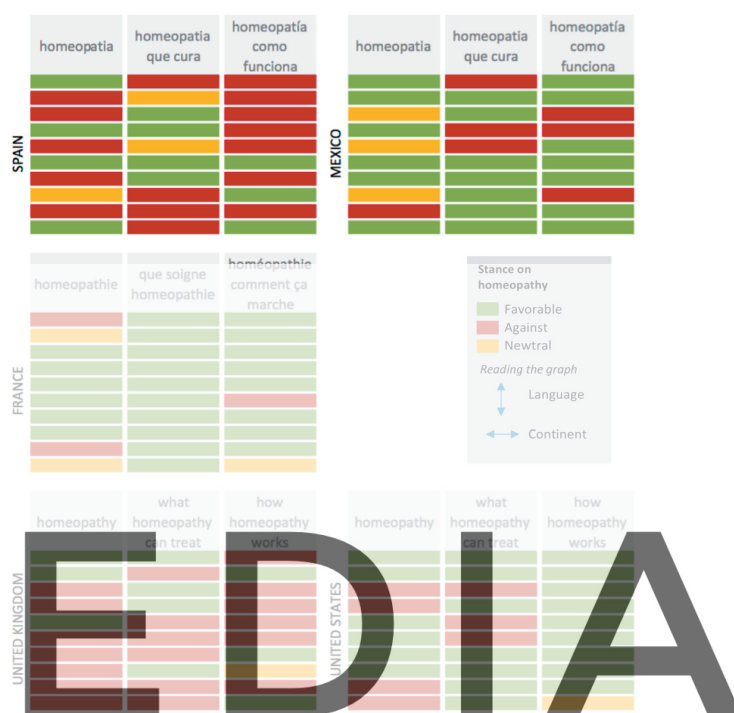 homeopatia
homeopatia
que cura
homeopatía
como
funciona
SPAIN
homeopatia
homeopatia
que cura
homeopatía
como
funciona
MEXICO
homeopathie
que soigne
homeopathie
homéopathie
comment ça
marche
FRANCE
Stance on
homeopathy
Favorable
Against
Newtral
Reading the graph
Language
Continent
homeopathy
what
homeopathy
can treat
how
homeopathy
works
UNITED KINGDOM
homeopathy
what
homeopathy
can treat
how
homeopathy
works
UNITED STATES
EDIA